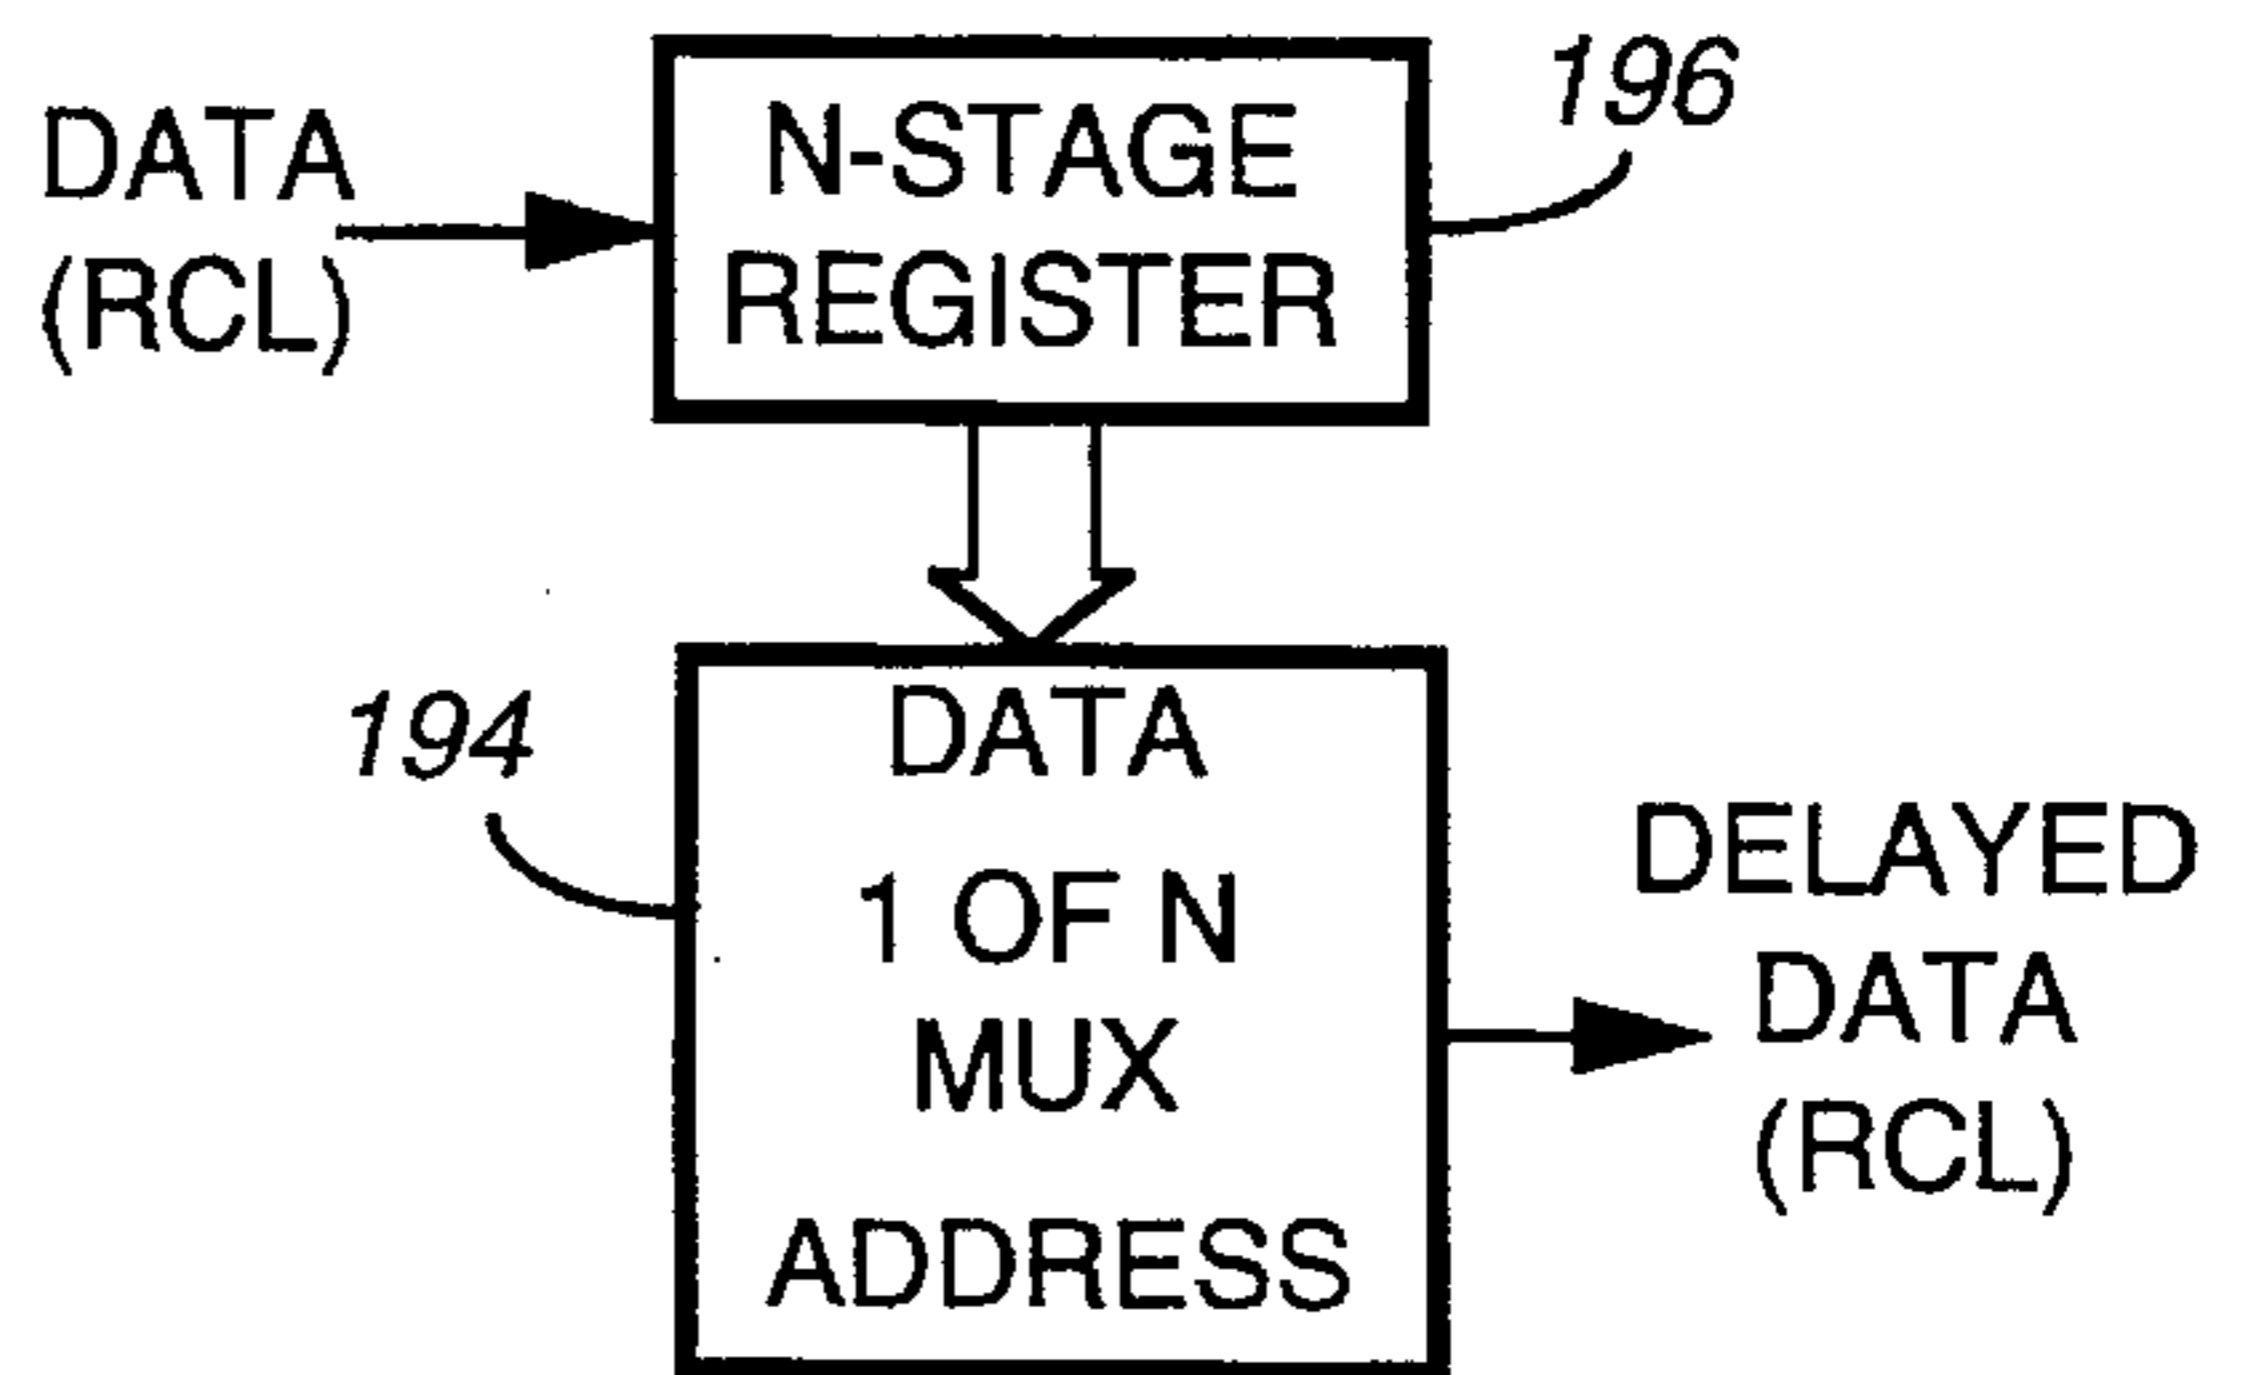 DATA
(RCL)
N-STAGE
REGISTER
196
194
DATA
1 OF N
MUX
ADDRESS
DELAYED
DATA
(RCL)